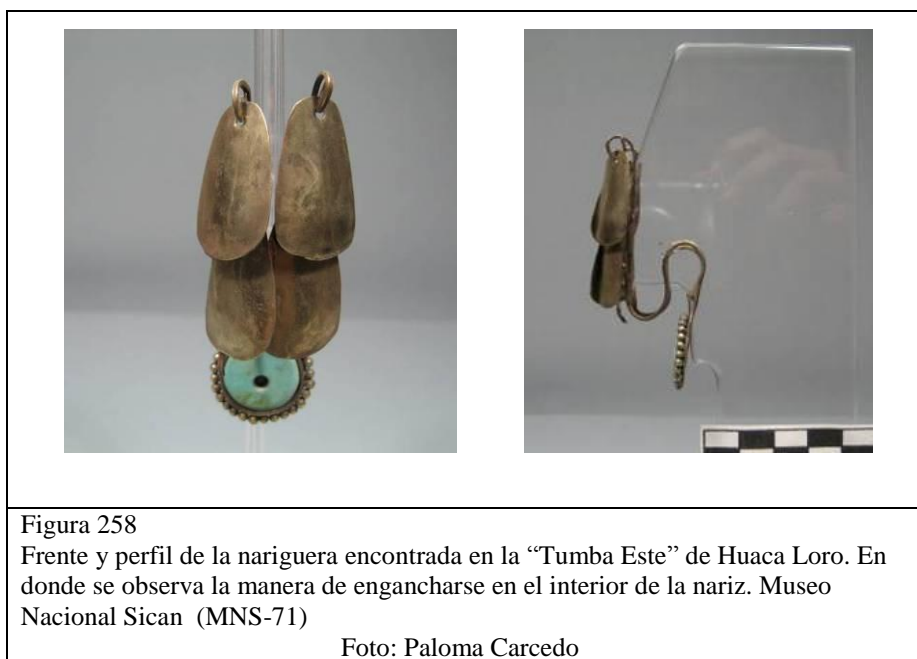 Figura 258
Frente y perfil de la nariguera encontrada en la “Tumba Este” de Huaca Loro. En
donde se observa la manera de engancharse en el interior de la nariz. Museo
Nacional Sican (MNS-71)
Foto: Paloma Carcedo